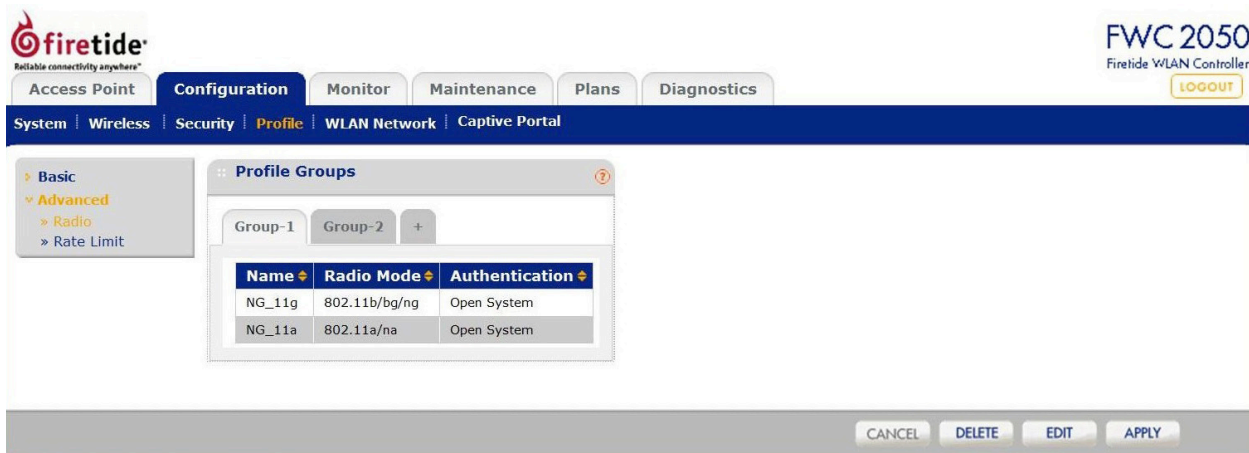 firetide
Reliable connectivity anywhere™
FWC 2050
Firetide WLAN Controller
LOGOUT
Access Point Configuration Monitor Maintenance Plans Diagnostics
System Wireless Security Profile WLAN Network Captive Portal
Basic
Advanced
» Radio
» Rate Limit
Profile Groups ?
Group-1 Group-2 +
Name Radio Mode Authentication
NG_11g 802.11b/bg/ng Open System
NG_11a 802.11a/na Open System
CANCEL DELETE EDIT APPLY